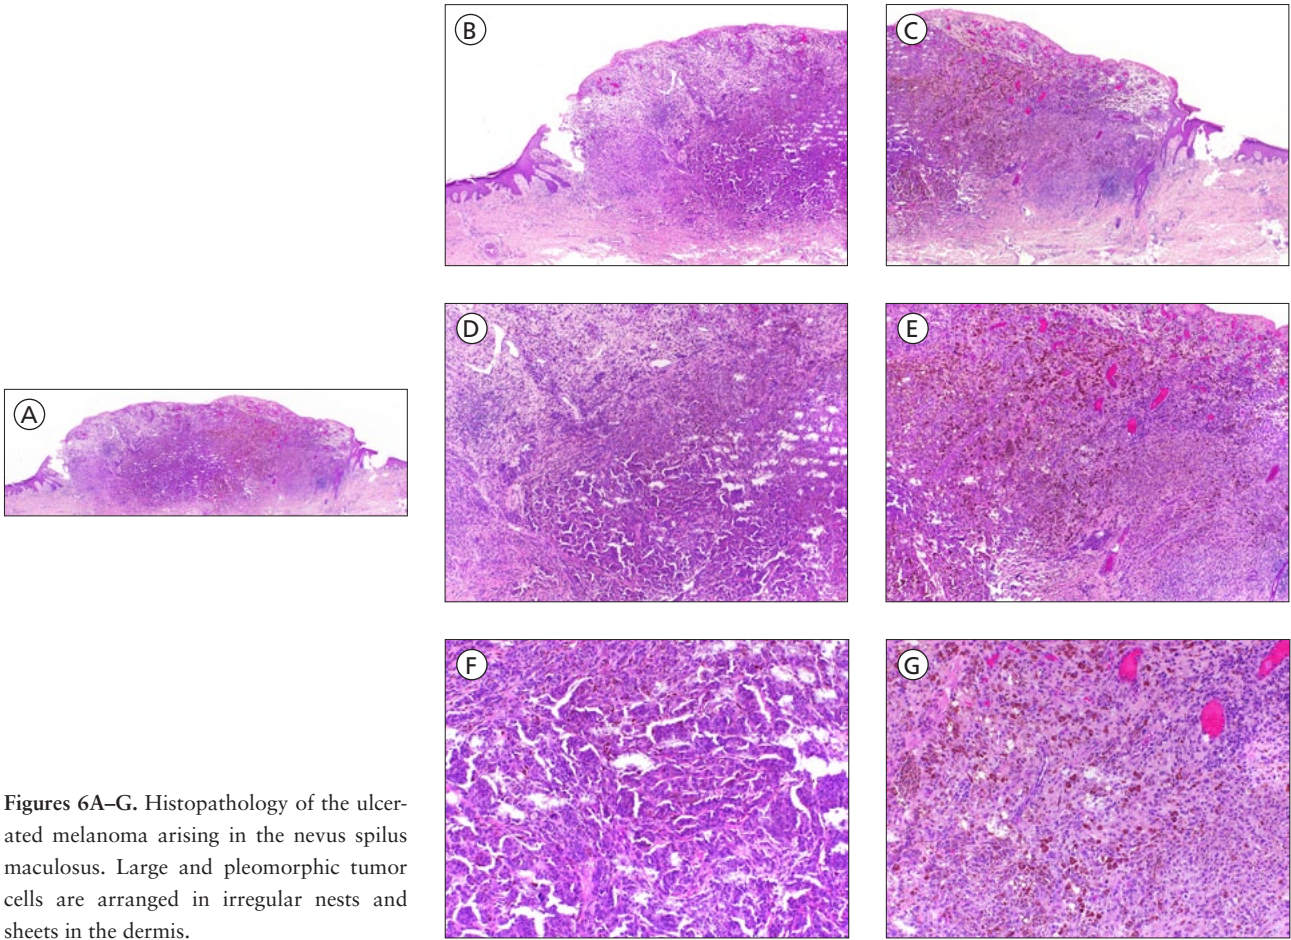 B
C
D
E
A
F
G
Figures 6A–G. Histopathology of the ulcer-
ated melanoma arising in the nevus spilus
maculosus. Large and pleomorphic tumor
cells are arranged in irregular nests and
sheets in the dermis.